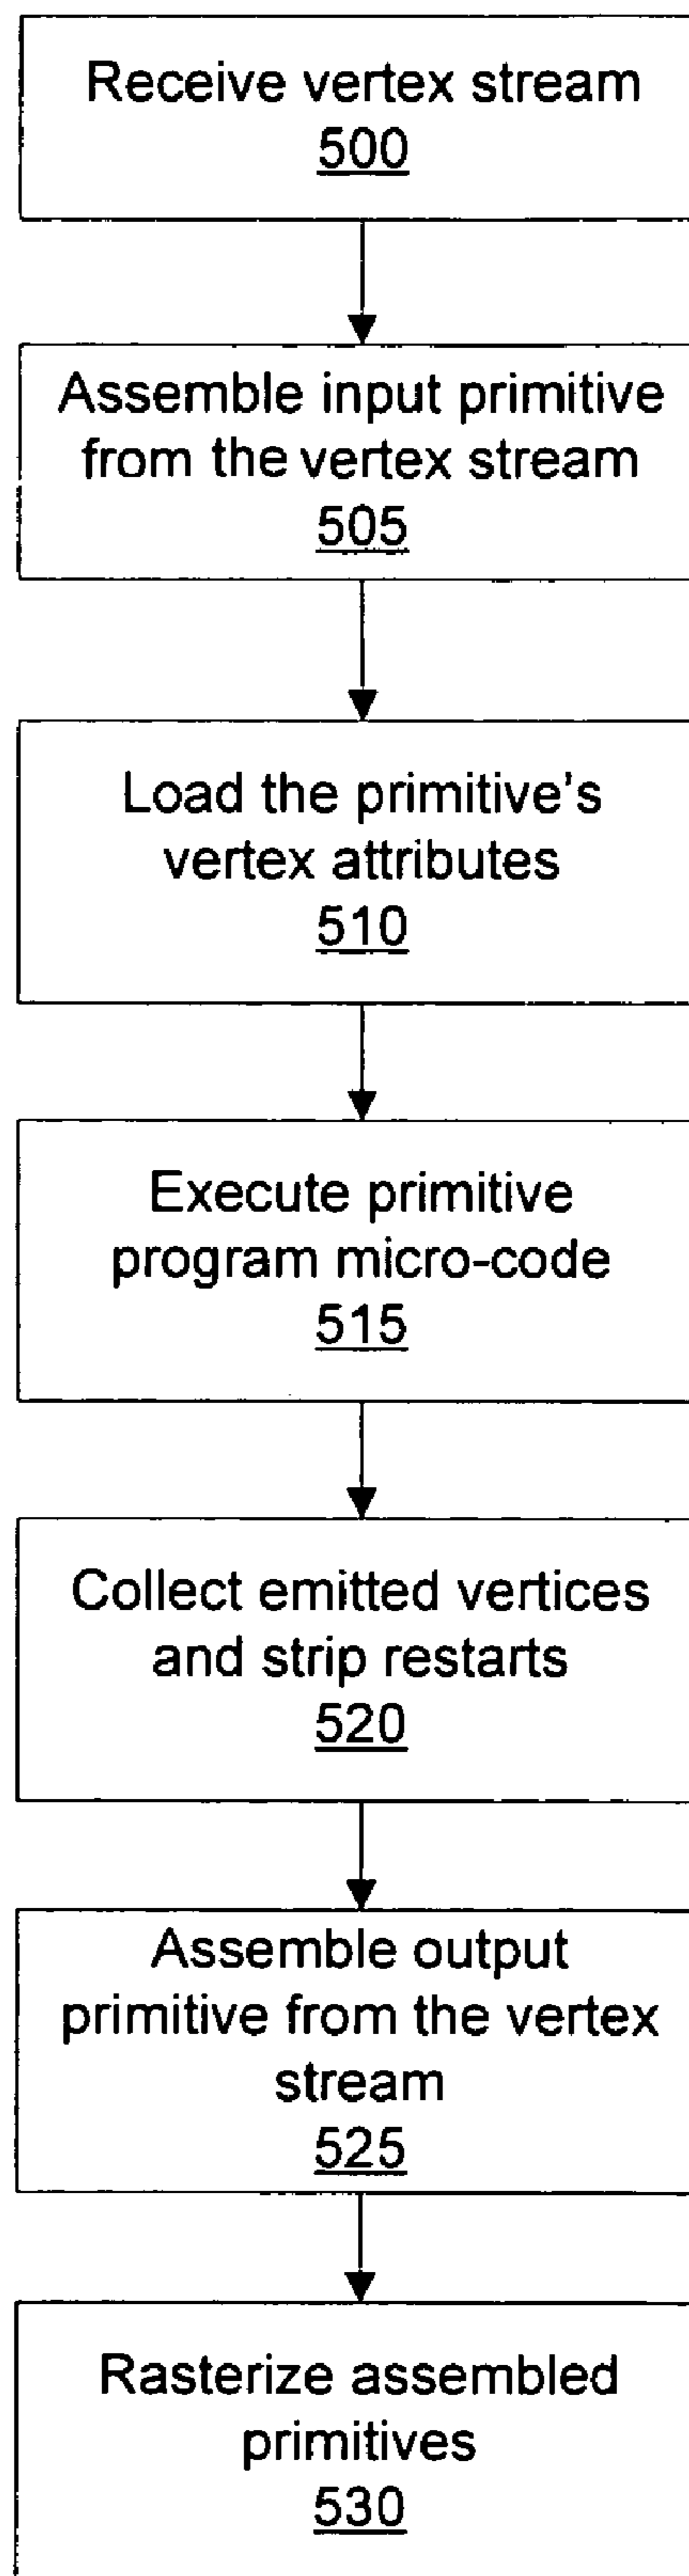 Receive vertex stream
500
Assemble input primitive
from the vertex stream
505
Load the primitive's
vertex attributes
510
Execute primitive
program micro-code
515
Collect emitted vertices
and strip restarts
520
Assemble output
primitive from the vertex
stream
525
Rasterize assembled
primitives
530